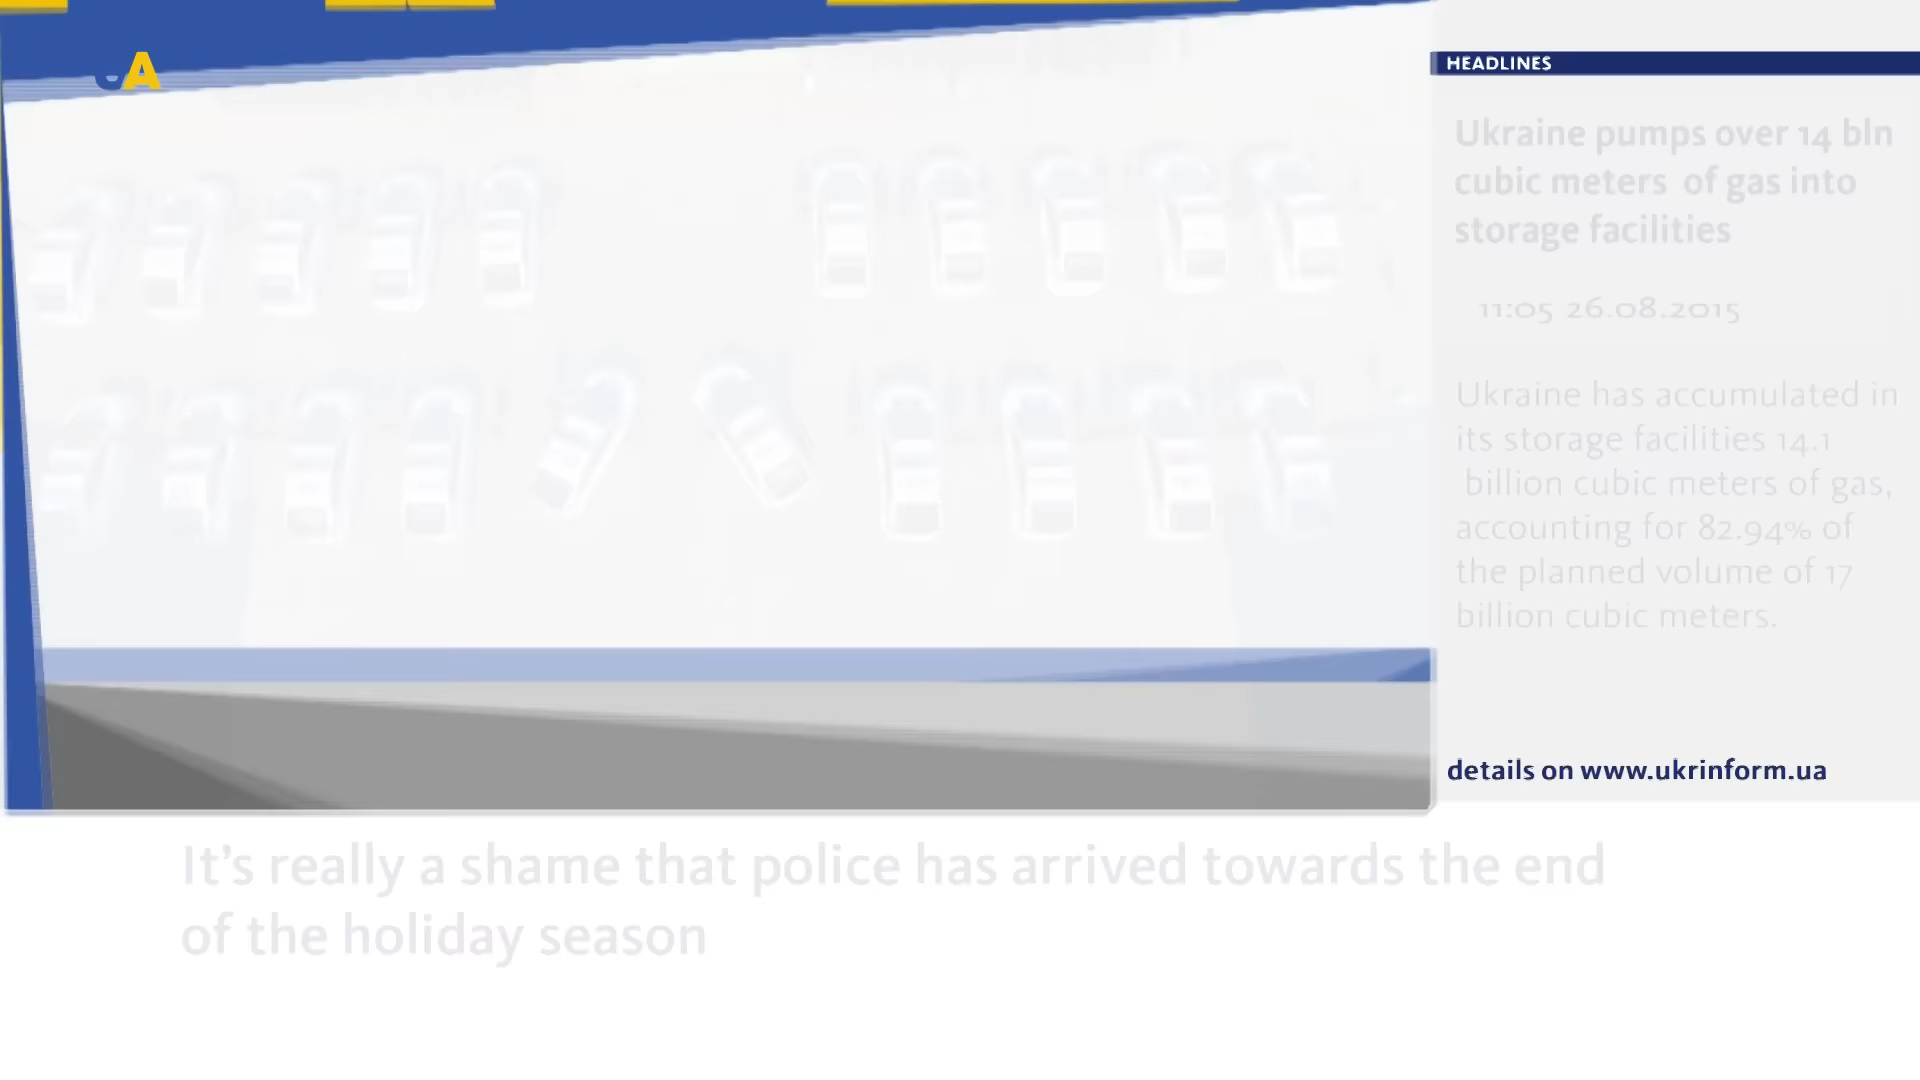 UA
HEADLINES
Ukraine pumps over 14 bln
cubic meters of gas into
storage facilities
11:05 26.08.2015
Ukraine has accumulated in
its storage facilities 14.1
billion cubic meters of gas,
accounting for 82.94% of
the planned volume of 17
billion cubic meters.
details on www.ukrinform.ua
It's really a shame that police has arrived towards the end
of the holiday season